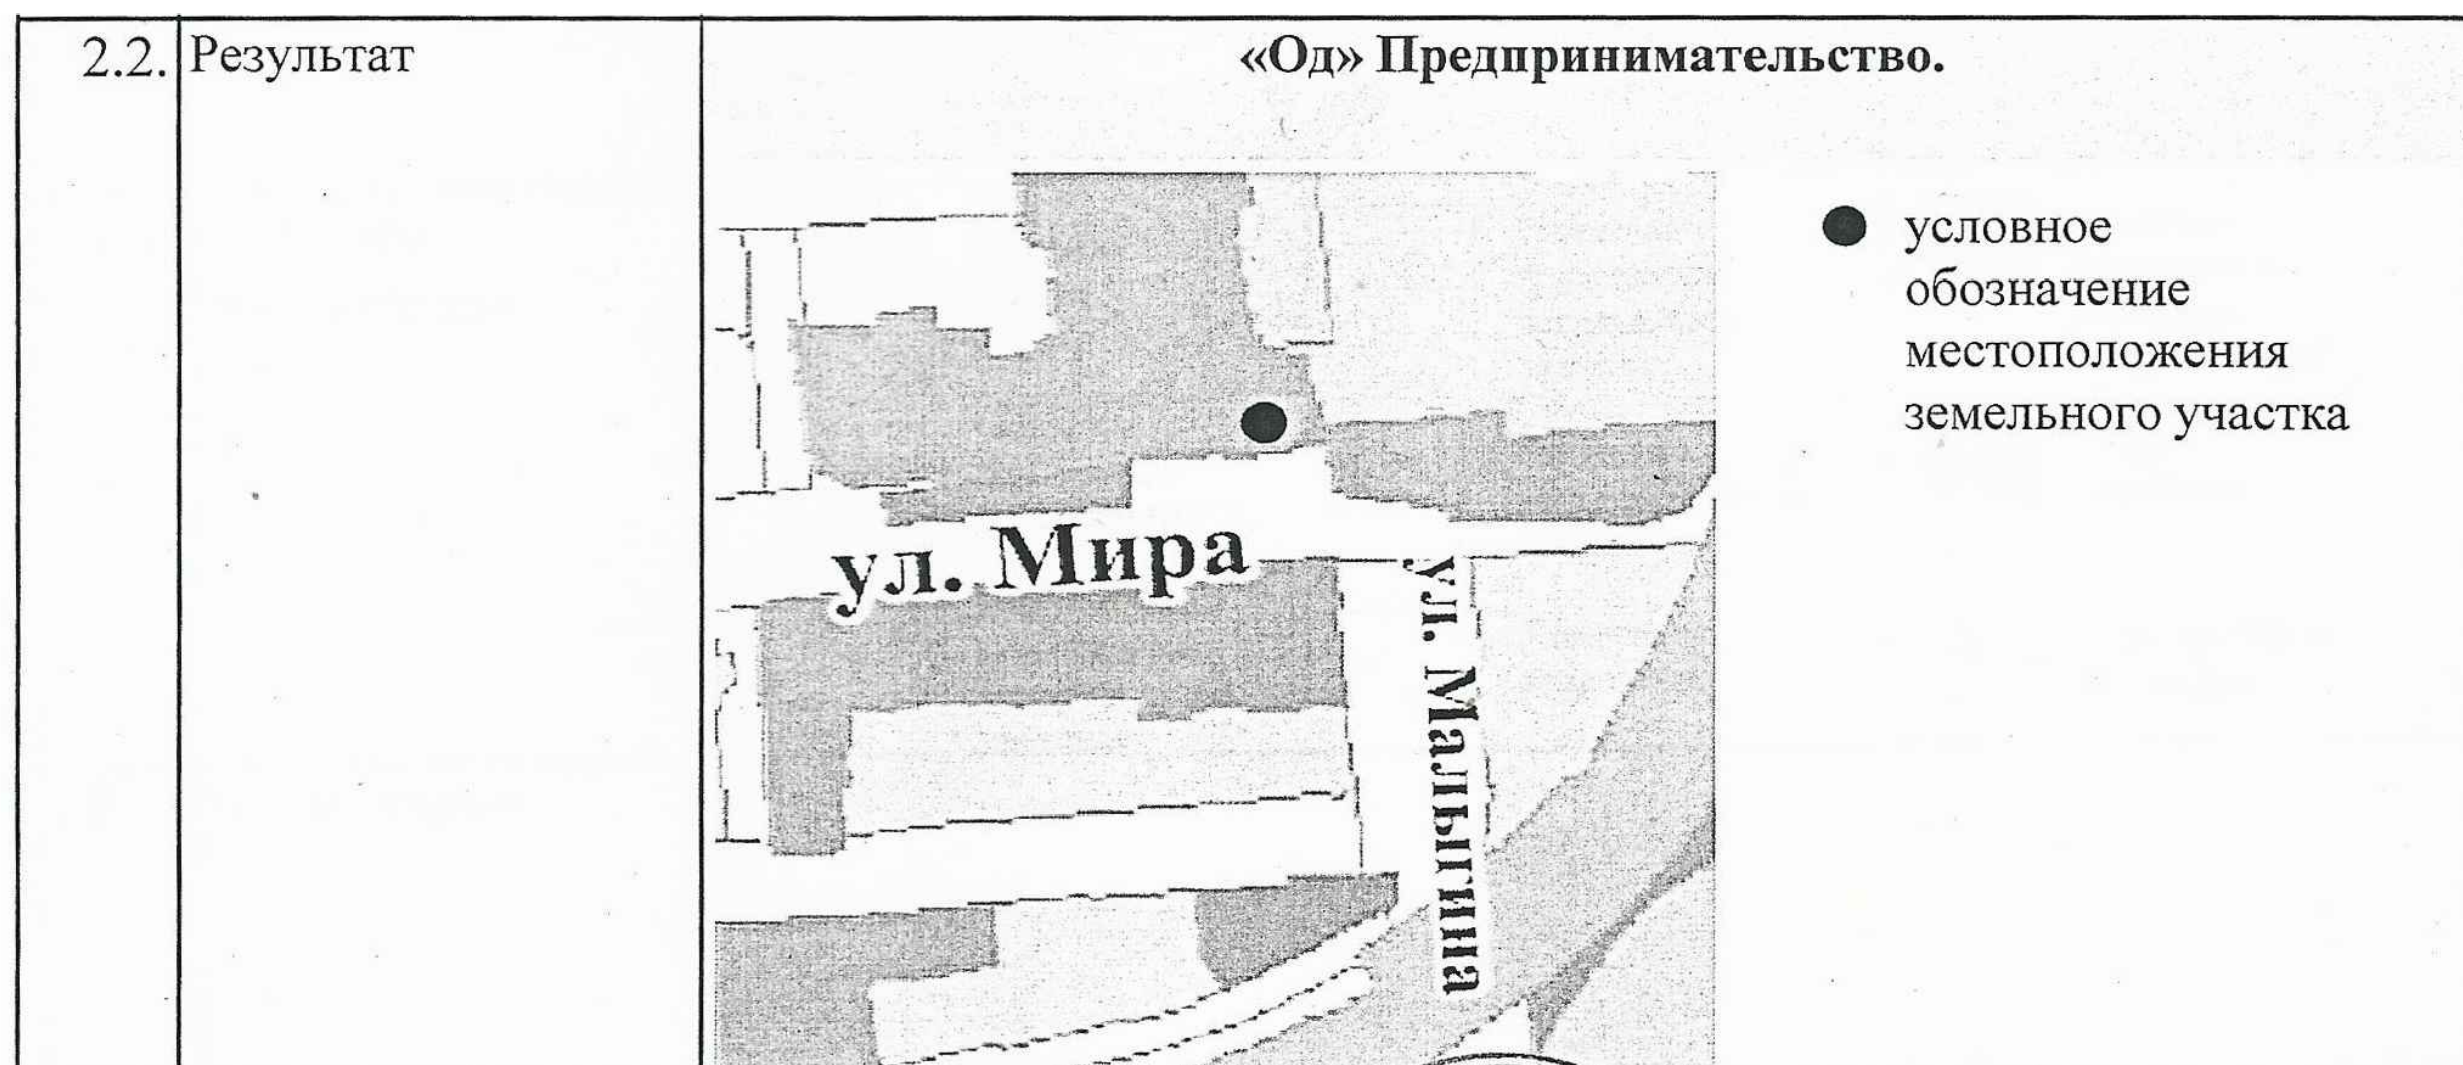 2.2. Результат
«Од» Предпринимательство.
условное
обозначение
местоположения
земельного участка
ул. Мира
ул. Малыгина